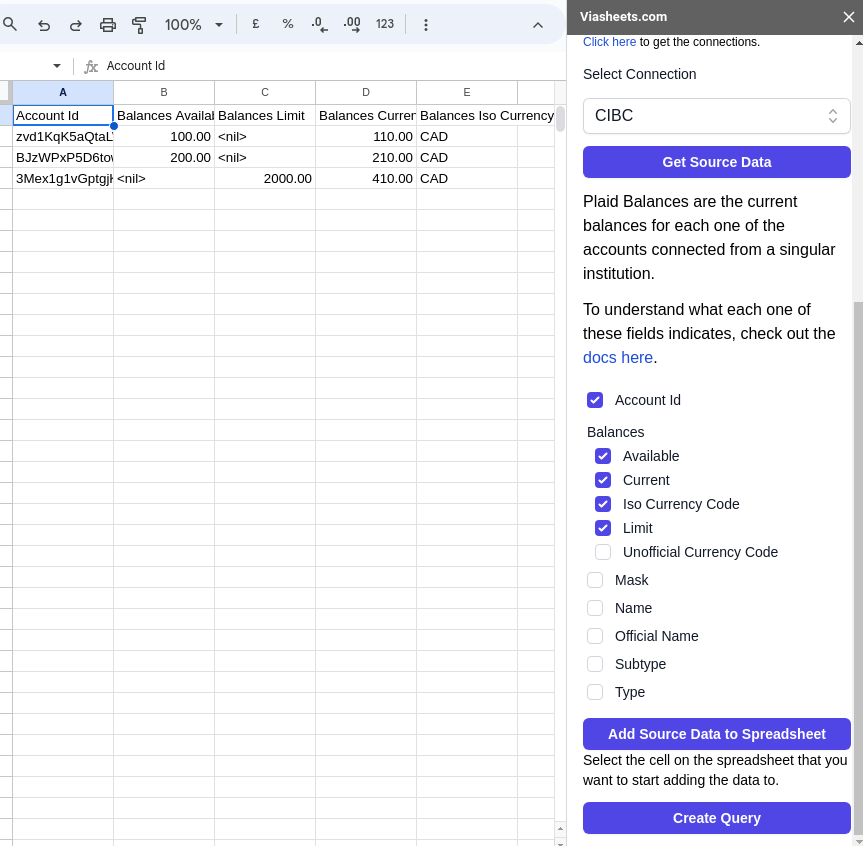 100%
£
%
.0
.00
123
Account Id
A B C D E
Account Id Balances Availal Balances Limit Balances Curren Balances Iso Currency
100.00 <nil> 110.00 CAD
200.00 <nil> 210.00 CAD
<nil> 2000.00 410.00 CAD
Viasheets.com
Click here to get the connections.
Select Connection
CIBC
Get Source Data
Plaid Balances are the current
balances for each one of the
accounts connected from a singular
institution.
To understand what each one of
these fields indicates, check out the
docs here.
Account Id
Balances
Available
Current
Iso Currency Code
Limit
Unofficial Currency Code
Mask
Name
Official Name
Subtype
Type
Add Source Data to Spreadsheet
Select the cell on the spreadsheet that you
want to start adding the data to.
Create Query